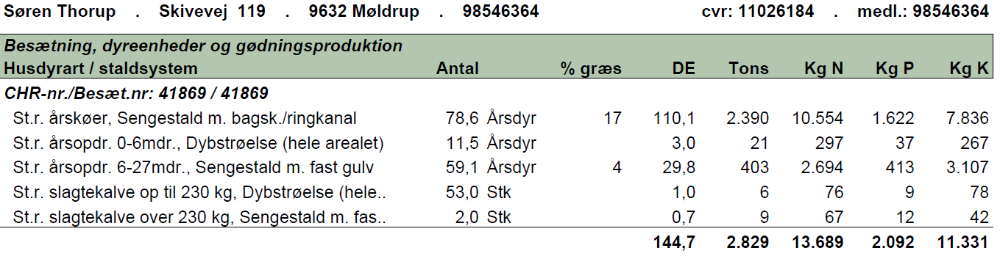 Søren Thorup . Skivevej 119 . 9632 Møldrup . 98546364 cvr: 11026184 . medl.: 98546364
Besætning, dyreenheder og gødningsproduktion
Husdyrart / staldsystem Antal % græs DE Tons Kg N Kg P Kg K
CHR-nr./Besæt.nr: 41869 / 41869
St.r. årskøer, Sengestald m. bagsk./ringkanal 78,6 Årsdyr 17 110,1 2.390 10.554 1.622 7.836
St.r. årsopdr. 0-6mdr., Dybstrøelse (hele arealet) 11,5 Årsdyr 3,0 21 297 37 267
St.r. årsopdr. 6-27mdr., Sengestald m. fast gulv 59,1 Årsdyr 4 29,8 403 2.694 413 3.107
St.r. slagtekalve op til 230 kg, Dybstrøelse (hele.. 53,0 Stk 1,0 6 76 9 78
St.r. slagtekalve over 230 kg, Sengestald m. fas.. 2,0 Stk 0,7 9 67 12 42
144,7 2.829 13.689 2.092 11.331